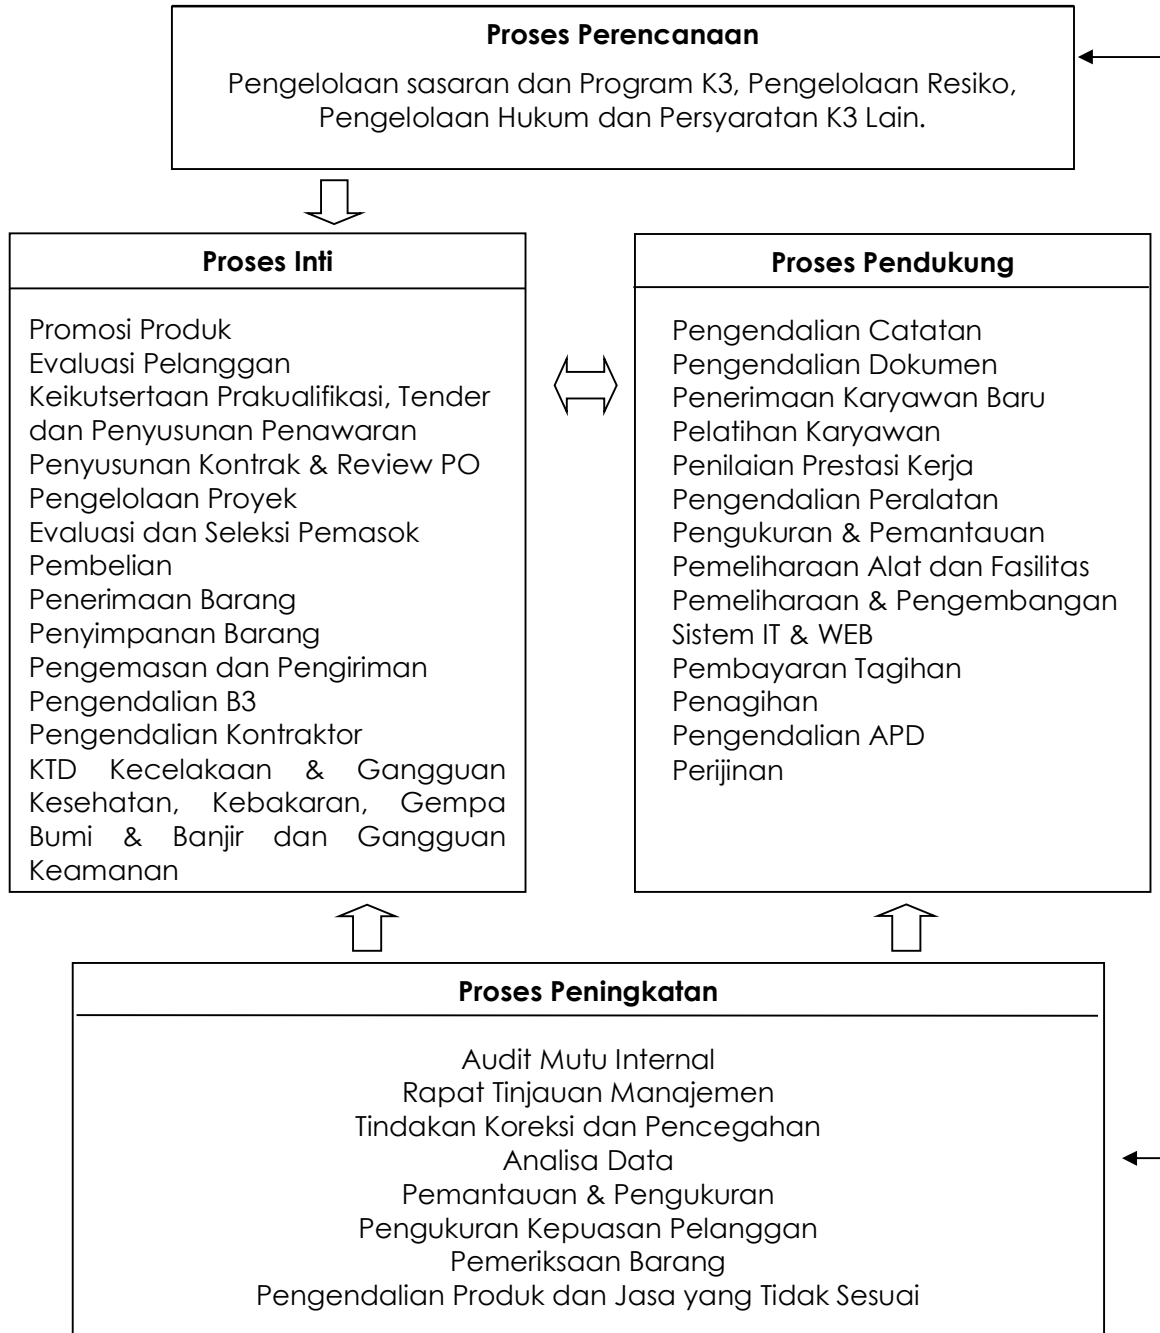 Proses Perencanaan
Pengelolaan sasaran dan Program K3, Pengelolaan Resiko,
Pengelolaan Hukum dan Persyaratan K3 Lain.
Proses Inti
Promosi Produk
Evaluasi Pelanggan
Keikutsertaan Prakualifikasi, Tender
dan Penyusunan Penawaran
Penyusunan Kontrak & Review PO
Pengelolaan Proyek
Evaluasi dan Seleksi Pemasok
Pembelian
Penerimaan Barang
Penyimpanan Barang
Pengemasan dan Pengiriman
Pengendalian B3
Pengendalian Kontraktor
KTD Kecelakaan & Gangguan
Kesehatan, Kebakaran, Gempa
Bumi & Banjir dan Gangguan
Keamanan
Proses Pendukung
Pengendalian Catatan
Pengendalian Dokumen
Penerimaan Karyawan Baru
Pelatihan Karyawan
Penilaian Prestasi Kerja
Pengendalian Peralatan
Pengukuran & Pemantauan
Pemeliharaan Alat dan Fasilitas
Pemeliharaan & Pengembangan
Sistem IT & WEB
Pembayaran Tagihan
Penagihan
Pengendalian APD
Perijinan
Proses Peningkatan
Audit Mutu Internal
Rapat Tinjauan Manajemen
Tindakan Koreksi dan Pencegahan
Analisa Data
Pemantauan & Pengukuran
Pengukuran Kepuasan Pelanggan
Pemeriksaan Barang
Pengendalian Produk dan Jasa yang Tidak Sesuai